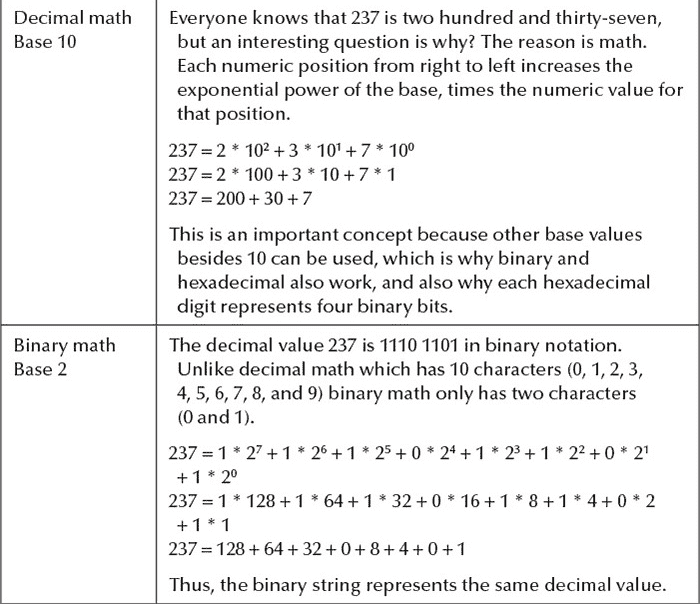 Decimal math
Base 10
Everyone knows that 237 is two hundred and thirty-seven,
but an interesting question is why? The reason is math.
Each numeric position from right to left increases the
exponential power of the base, times the numeric value for
that position.
237 = 2 * 10² + 3 * 10¹ + 7 * 10⁰
237 = 2 * 100 + 3 * 10 + 7 * 1
237 = 200 + 30 + 7
This is an important concept because other base values
besides 10 can be used, which is why binary and
hexadecimal also work, and also why each hexadecimal
digit represents four binary bits.
Binary math
Base 2
The decimal value 237 is 1110 1101 in binary notation.
Unlike decimal math which has 10 characters (0, 1, 2, 3,
4, 5, 6, 7, 8, and 9) binary math only has two characters
(0 and 1).
237 = 1 * 2⁷ + 1 * 2⁶ + 1 * 2⁵ + 0 * 2⁴ + 1 * 2³ + 1 * 2² + 0 * 2¹
+ 1 * 2⁰
237 = 1 * 128 + 1 * 64 + 1 * 32 + 0 * 16 + 1 * 8 + 1 * 4 + 0 * 2
+ 1 * 1
237 = 128 + 64 + 32 + 0 + 8 + 4 + 0 + 1
Thus, the binary string represents the same decimal value.